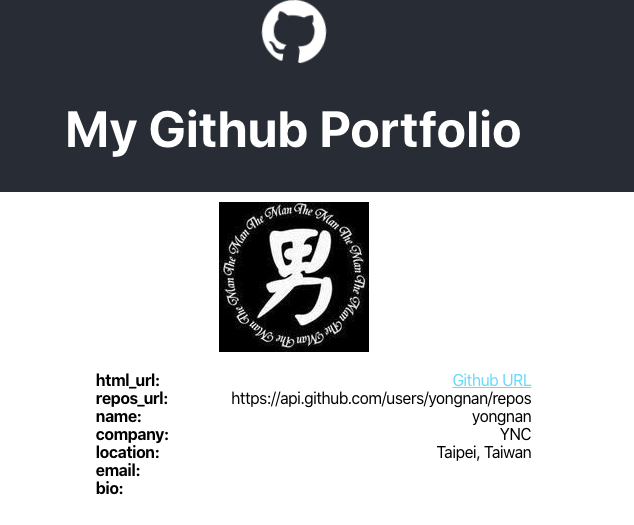 My Github Portfolio
The Man The Man The Man The Man The Man The Man The Man The Man
男
html_url: Github URL
repos_url: https://api.github.com/users/yongnan/repos
name: yongnan
company: YNC
location: Taipei, Taiwan
email:
bio: